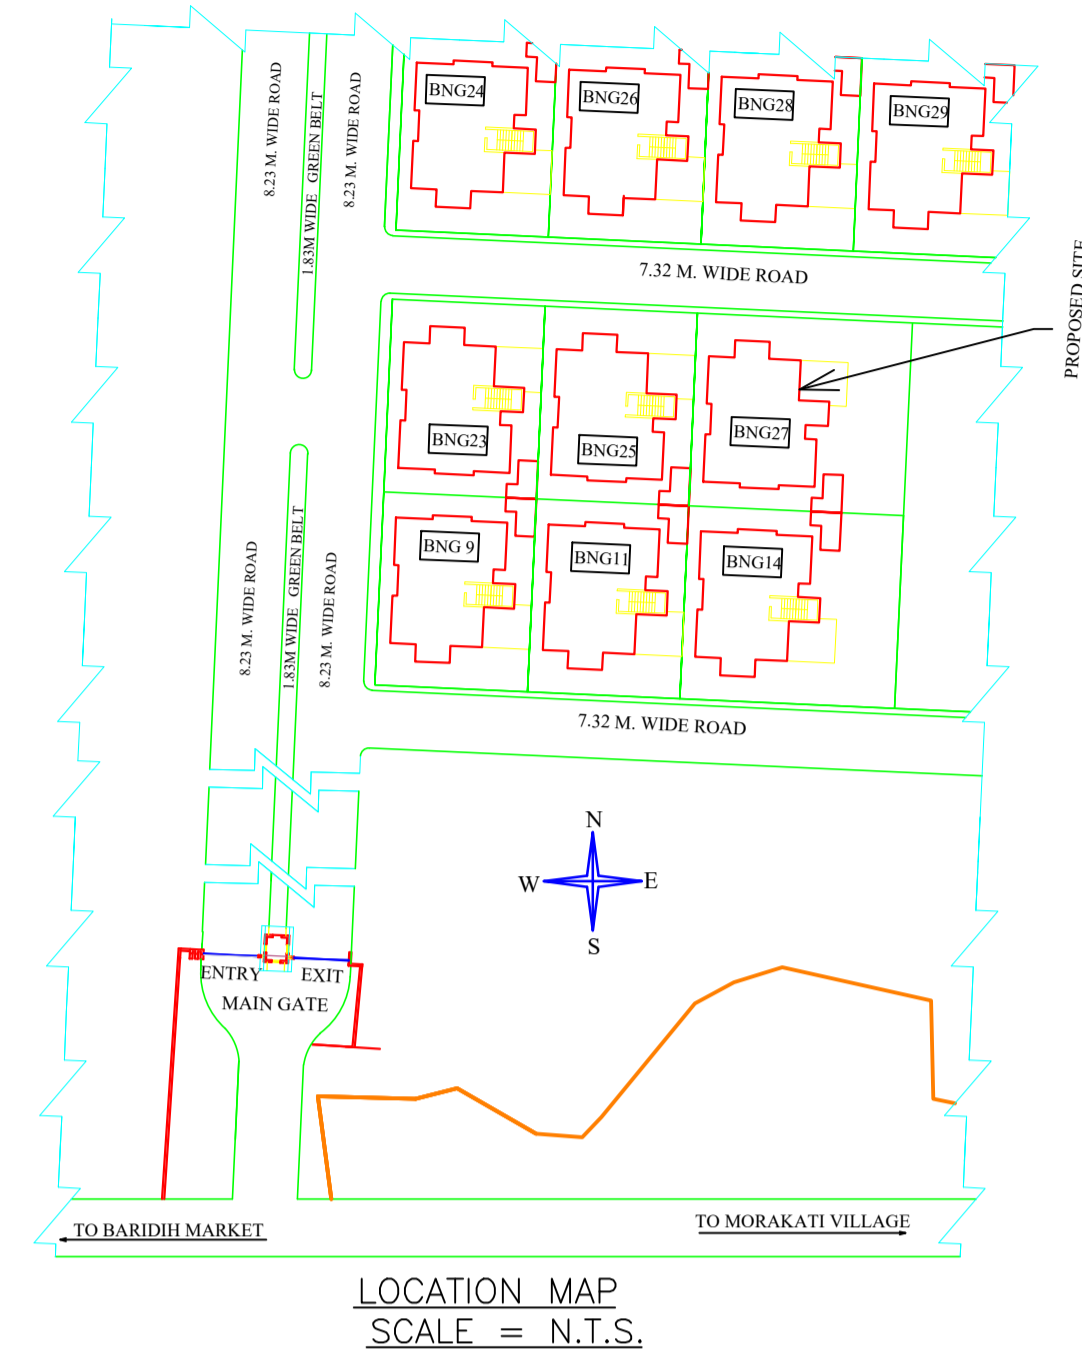 8.23 M. WIDE ROAD
1.83M WIDE GREEN BELT
8.23 M. WIDE ROAD
BNG24
BNG26
BNG28
BNG29
7.32 M. WIDE ROAD
PROPOSED SITE
BNG23
BNG25
BNG27
BNG 9
BNG11
BNG14
8.23 M. WIDE ROAD
1.83M WIDE GREEN BELT
8.23 M. WIDE ROAD
7.32 M. WIDE ROAD
N
W
E
S
ENTRY
EXIT
MAIN GATE
TO BARIDIH MARKET
TO MORAKATI VILLAGE
LOCATION MAP
SCALE = N.T.S.